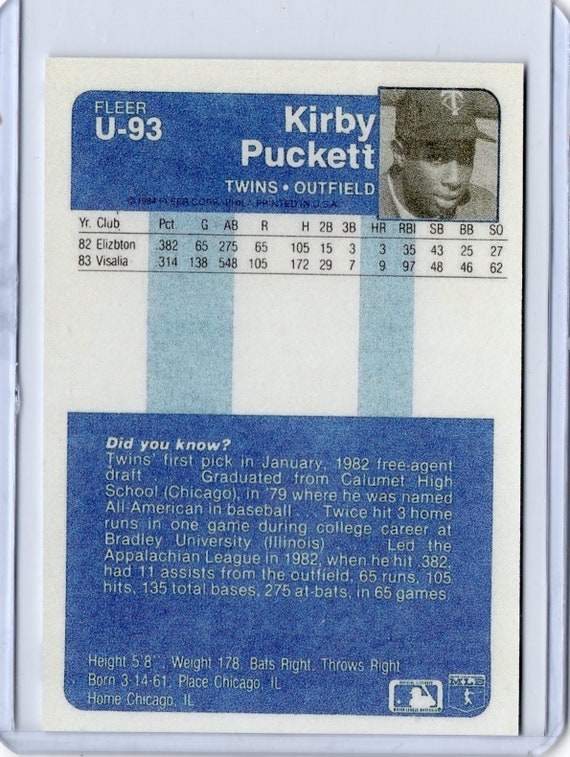 FLEER
U-93
Kirby
Puckett
TWINS • OUTFIELD
© 1984 FLEER CORP. PHILA. PRINTED IN U.S.A.
Yr. Club Pct. G AB R H 2B 3B HR RBI SB BB SO
82 Elizbton .382 65 275 65 105 15 3 3 35 43 25 27
83 Visalia .314 138 548 105 172 29 7 9 97 48 46 62
Did you know?
Twins' first pick in January, 1982 free-agent
draft Graduated from Calumet High
School (Chicago), in '79 where he was named
All-American in baseball Twice hit 3 home
runs in one game during college career at
Bradley University (Illinois) Led the
Appalachian League in 1982, when he hit .382,
had 11 assists from the outfield, 65 runs, 105
hits, 135 total bases, 275 at-bats, in 65 games.
Height 5'8" Weight 178, Bats Right, Throws Right
Born 3-14-61, Place Chicago, IL
Home Chicago, IL